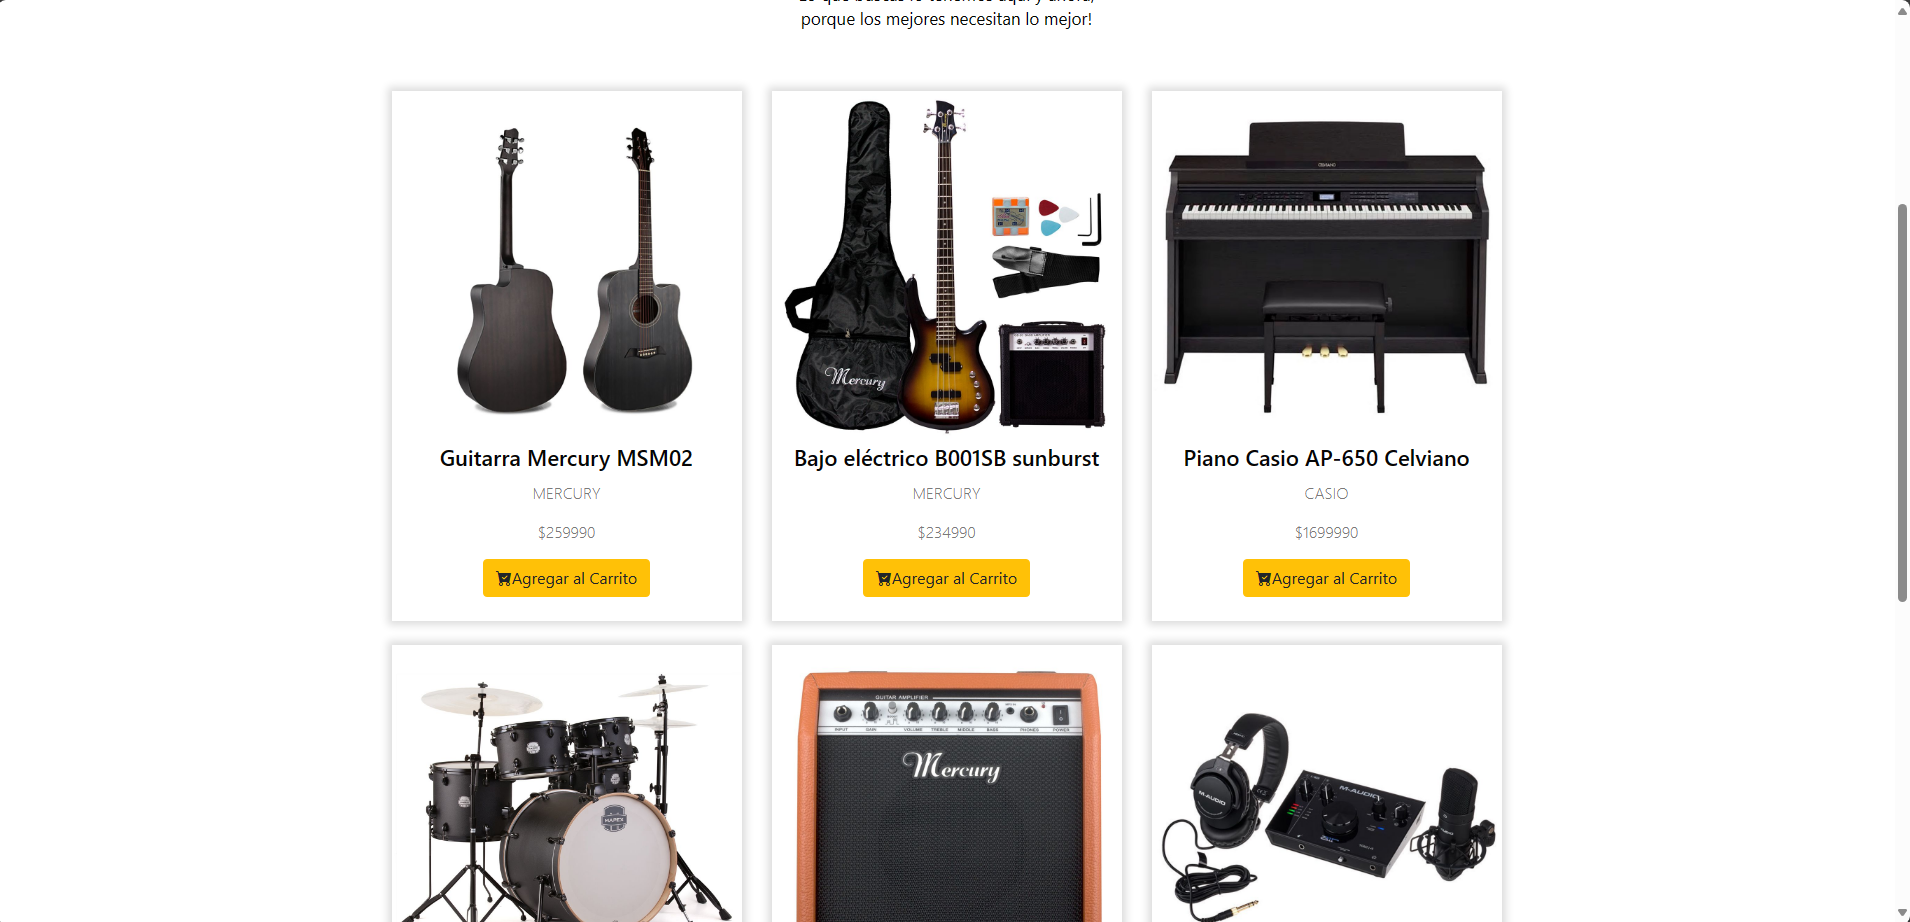 porque los mejores necesitan lo mejor!
Mercury
Guitarra Mercury MSM02
MERCURY
$259990
Agregar al Carrito
Bajo eléctrico B001SB sunburst
MERCURY
$234990
Agregar al Carrito
Piano Casio AP-650 Celviano
CASIO
$1699990
Agregar al Carrito
MAPEX
GUITAR AMPLIFIER
INPUT GAIN VOLUME TREBLE MIDDLE BASS PHONES POWER
Mercury
M-AUDIO
M-AUDIO